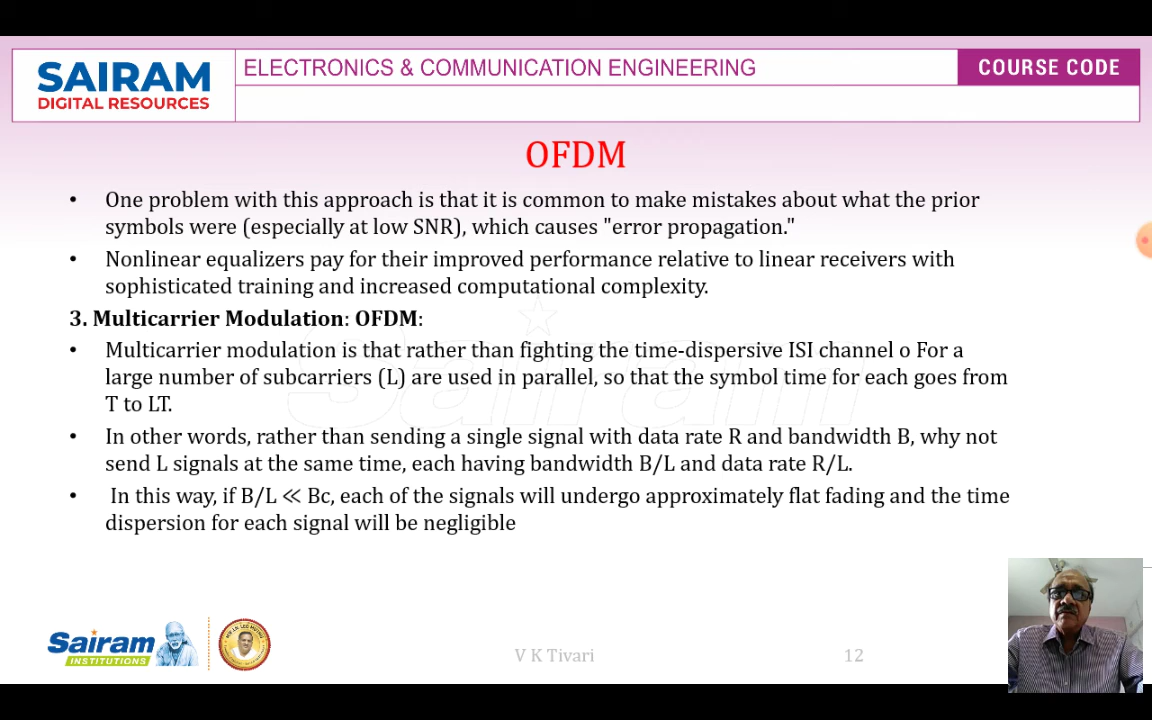 SAIRAM
DIGITAL RESOURCES
ELECTRONICS & COMMUNICATION ENGINEERING
COURSE CODE
OFDM
• One problem with this approach is that it is common to make mistakes about what the prior
symbols were (especially at low SNR), which causes "error propagation."
• Nonlinear equalizers pay for their improved performance relative to linear receivers with
sophisticated training and increased computational complexity.
3. Multicarrier Modulation: OFDM:
• Multicarrier modulation is that rather than fighting the time-dispersive ISI channel o For a
large number of subcarriers (L) are used in parallel, so that the symbol time for each goes from
T to LT.
• In other words, rather than sending a single signal with data rate R and bandwidth B, why not
send L signals at the same time, each having bandwidth B/L and data rate R/L.
• In this way, if B/L ≪ Bc, each of the signals will undergo approximately flat fading and the time
dispersion for each signal will be negligible
Sairam
Sairam
INSTITUTIONS
V K Tivari
12